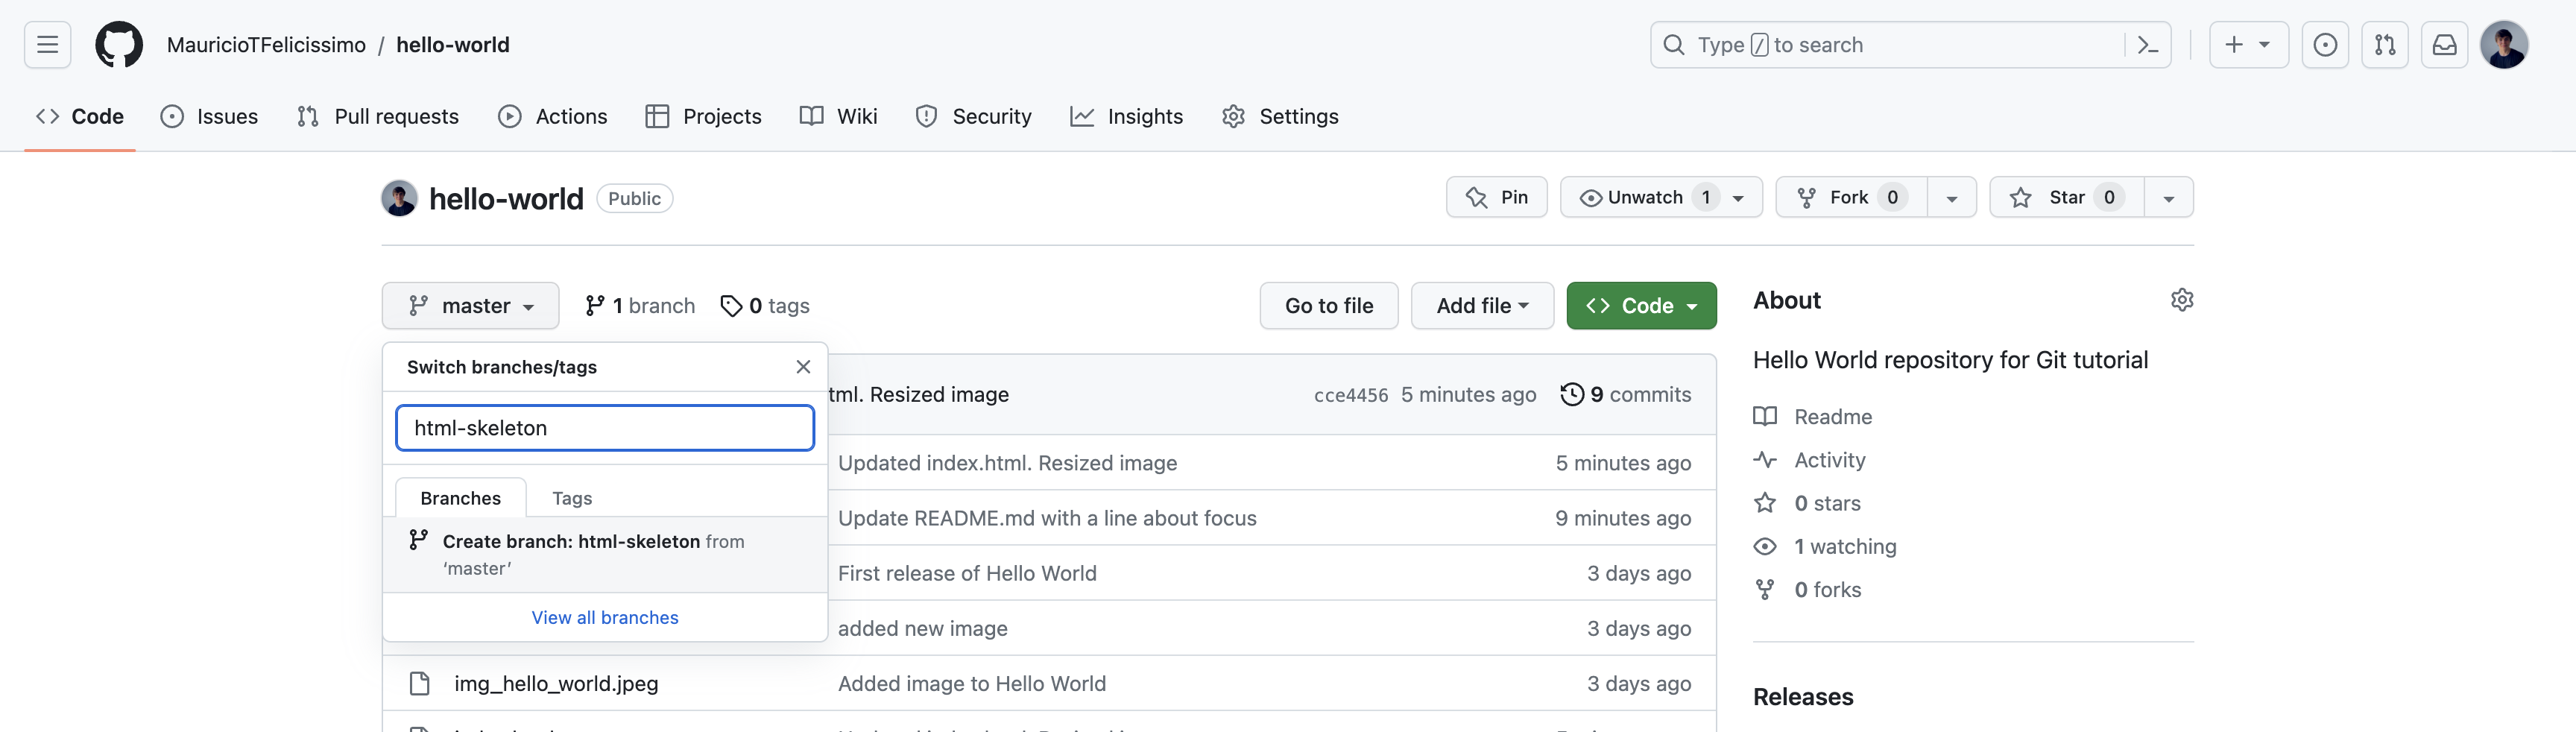 MauricioTFelicissimo / hello-world
Type / to search
Code Issues Pull requests Actions Projects Wiki Security Insights Settings
hello-world Public
Pin Unwatch 1 Fork 0 Star 0
master 1 branch 0 tags Go to file Add file Code
Switch branches/tags
html-skeleton
Branches Tags
Create branch: html-skeleton from
‘master’
View all branches
tml. Resized image cce4456 5 minutes ago 9 commits
Updated index.html. Resized image 5 minutes ago
Update README.md with a line about focus 9 minutes ago
First release of Hello World 3 days ago
added new image 3 days ago
img_hello_world.jpeg Added image to Hello World 3 days ago
About
Hello World repository for Git tutorial
Readme
Activity
0 stars
1 watching
0 forks
Releases